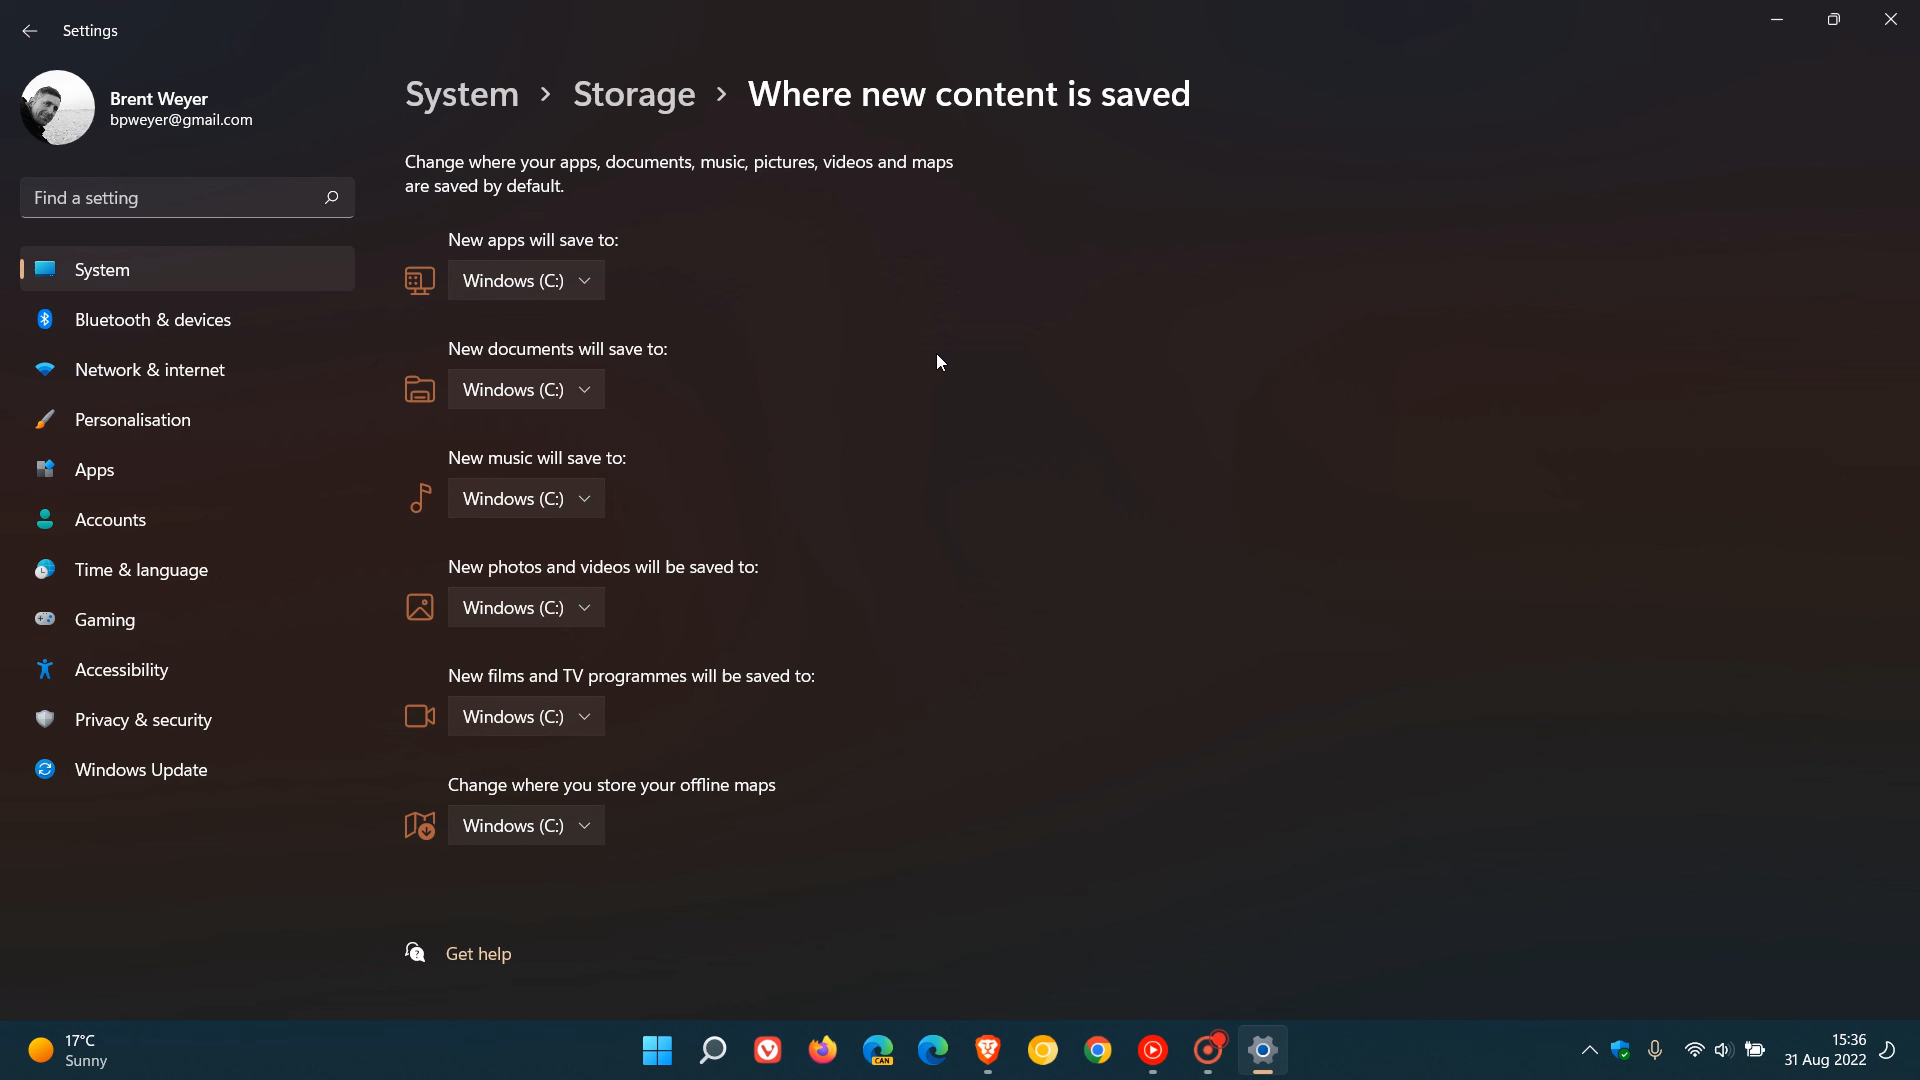 Settings
Brent Weyer
bpweyer@gmail.com
Find a setting
System
Bluetooth & devices
Network & internet
Personalisation
Apps
Accounts
Time & language
Gaming
Accessibility
Privacy & security
Windows Update
System > Storage > Where new content is saved
Change where your apps, documents, music, pictures, videos and maps
are saved by default.
New apps will save to:
Windows (C:)
New documents will save to:
Windows (C:)
New music will save to:
Windows (C:)
New photos and videos will be saved to:
Windows (C:)
New films and TV programmes will be saved to:
Windows (C:)
Change where you store your offline maps
Windows (C:)
Get help
17°C
Sunny
CAN
15:36
31 Aug 2022